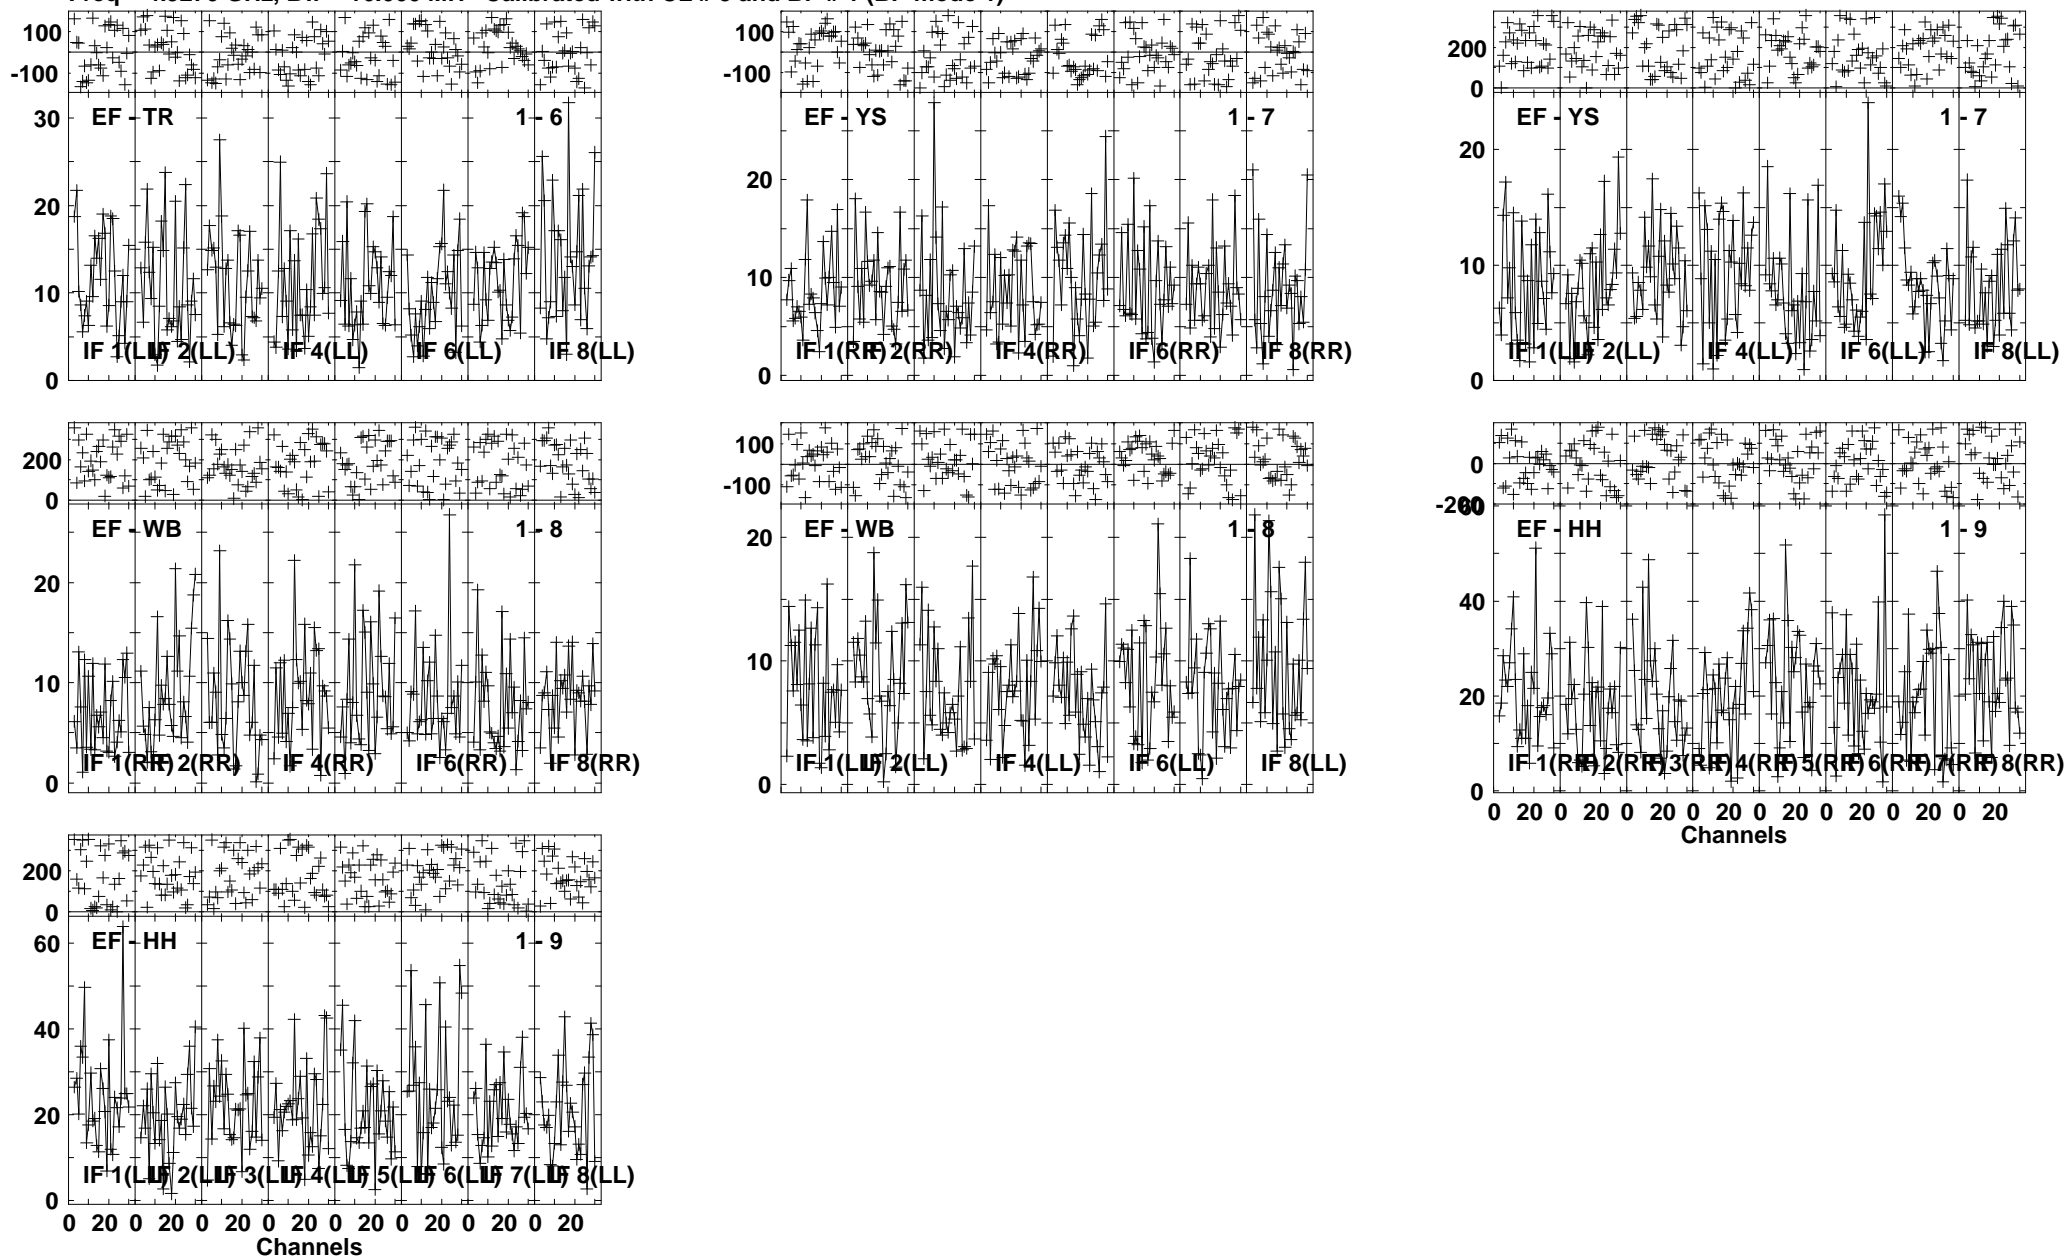 100
-100
30
20
10
0
EF - TR
1 - 6
IF 1(LL)
IF 2(LL)
IF 4(LL)
IF 6(LL)
IF 8(LL)
100
-100
20
10
0
EF - YS
1 - 7
IF 1(RR)
IF 2(RR)
IF 4(RR)
IF 6(RR)
IF 8(RR)
200
0
20
10
0
EF - YS
1 - 7
IF 1(LL)
IF 2(LL)
IF 4(LL)
IF 6(LL)
IF 8(LL)
200
0
20
10
0
EF - WB
1 - 8
IF 1(RR)
IF 2(RR)
IF 4(RR)
IF 6(RR)
IF 8(RR)
100
-100
20
10
0
EF - WB
1 - 8
IF 1(LL)
IF 2(LL)
IF 4(LL)
IF 6(LL)
IF 8(LL)
0
-200
60
40
20
0
EF - HH
1 - 9
IF 1(RR)
IF 2(RR)
IF 3(RR)
IF 4(RR)
IF 5(RR)
IF 6(RR)
IF 7(RR)
IF 8(RR)
0 20 0 20 0 20 0 20 0 20 0 20 0 20 0 20
Channels
200
0
60
40
20
0
EF - HH
1 - 9
IF 1(LL)
IF 2(LL)
IF 3(LL)
IF 4(LL)
IF 5(LL)
IF 6(LL)
IF 7(LL)
IF 8(LL)
0 20 0 20 0 20 0 20 0 20 0 20 0 20 0 20
Channels